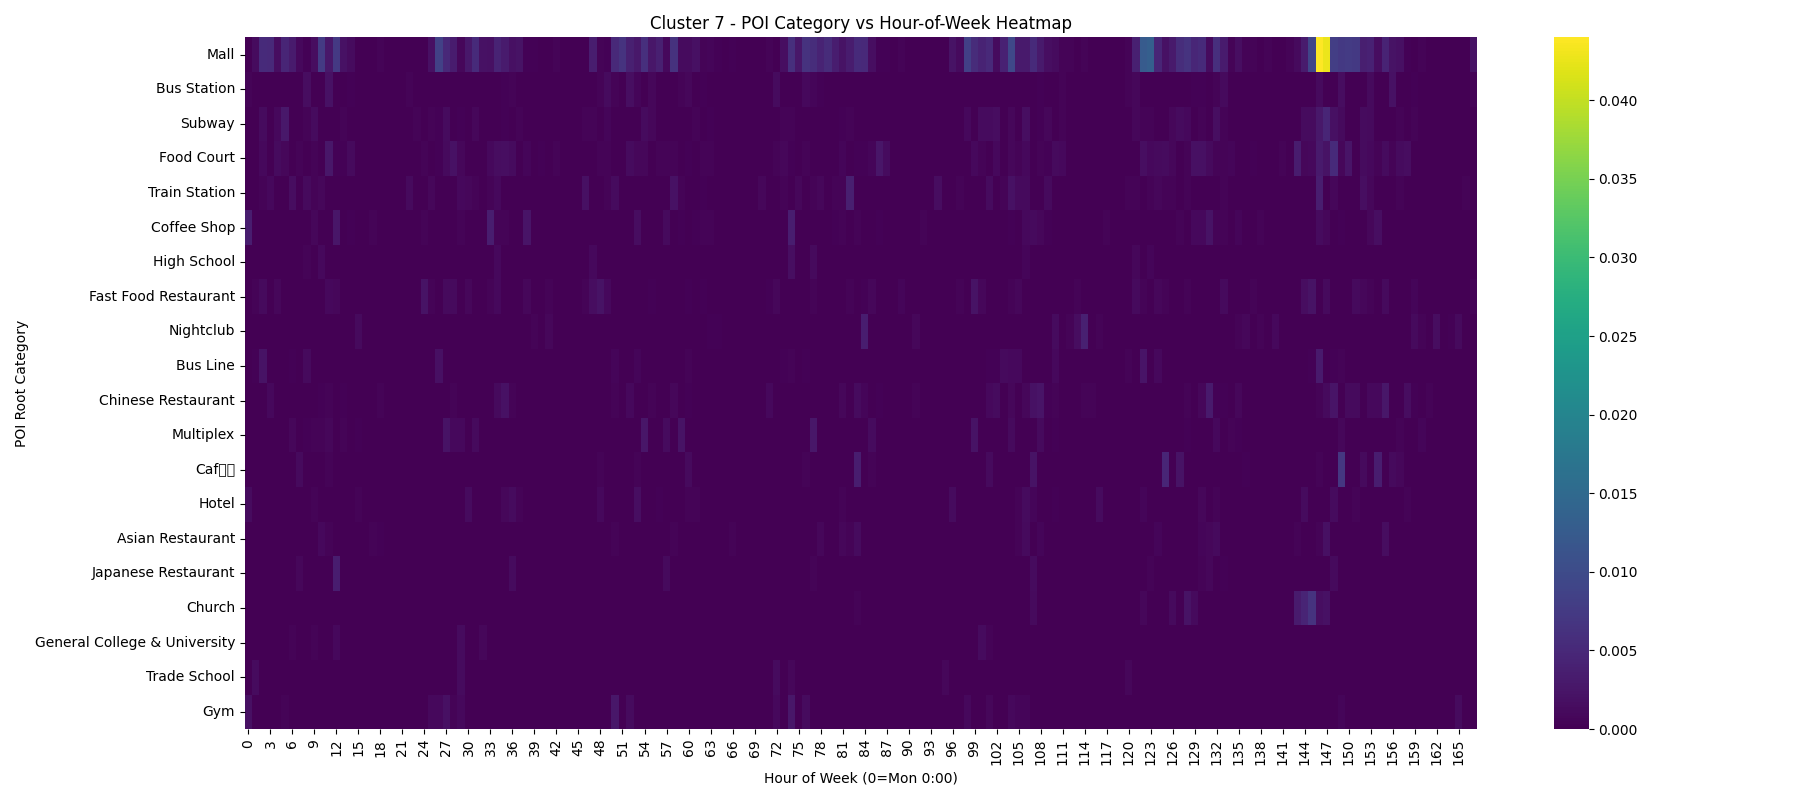 Cluster 7 - POI Category vs Hour-of-Week Heatmap
POI Root Category
Mall
Bus Station
Subway
Food Court
Train Station
Coffee Shop
High School
Fast Food Restaurant
Nightclub
Bus Line
Chinese Restaurant
Multiplex
Caf□□
Hotel
Asian Restaurant
Japanese Restaurant
Church
General College & University
Trade School
Gym
0 3 6 9 12 15 18 21 24 27 30 33 36 39 42 45 48 51 54 57 60 63 66 69 72 75 78 81 84 87 90 93 96 99 102 105 108 111 114 117 120 123 126 129 132 135 138 141 144 147 150 153 156 159 162 165
Hour of Week (0=Mon 0:00)
0.040
0.035
0.030
0.025
0.020
0.015
0.010
0.005
0.000